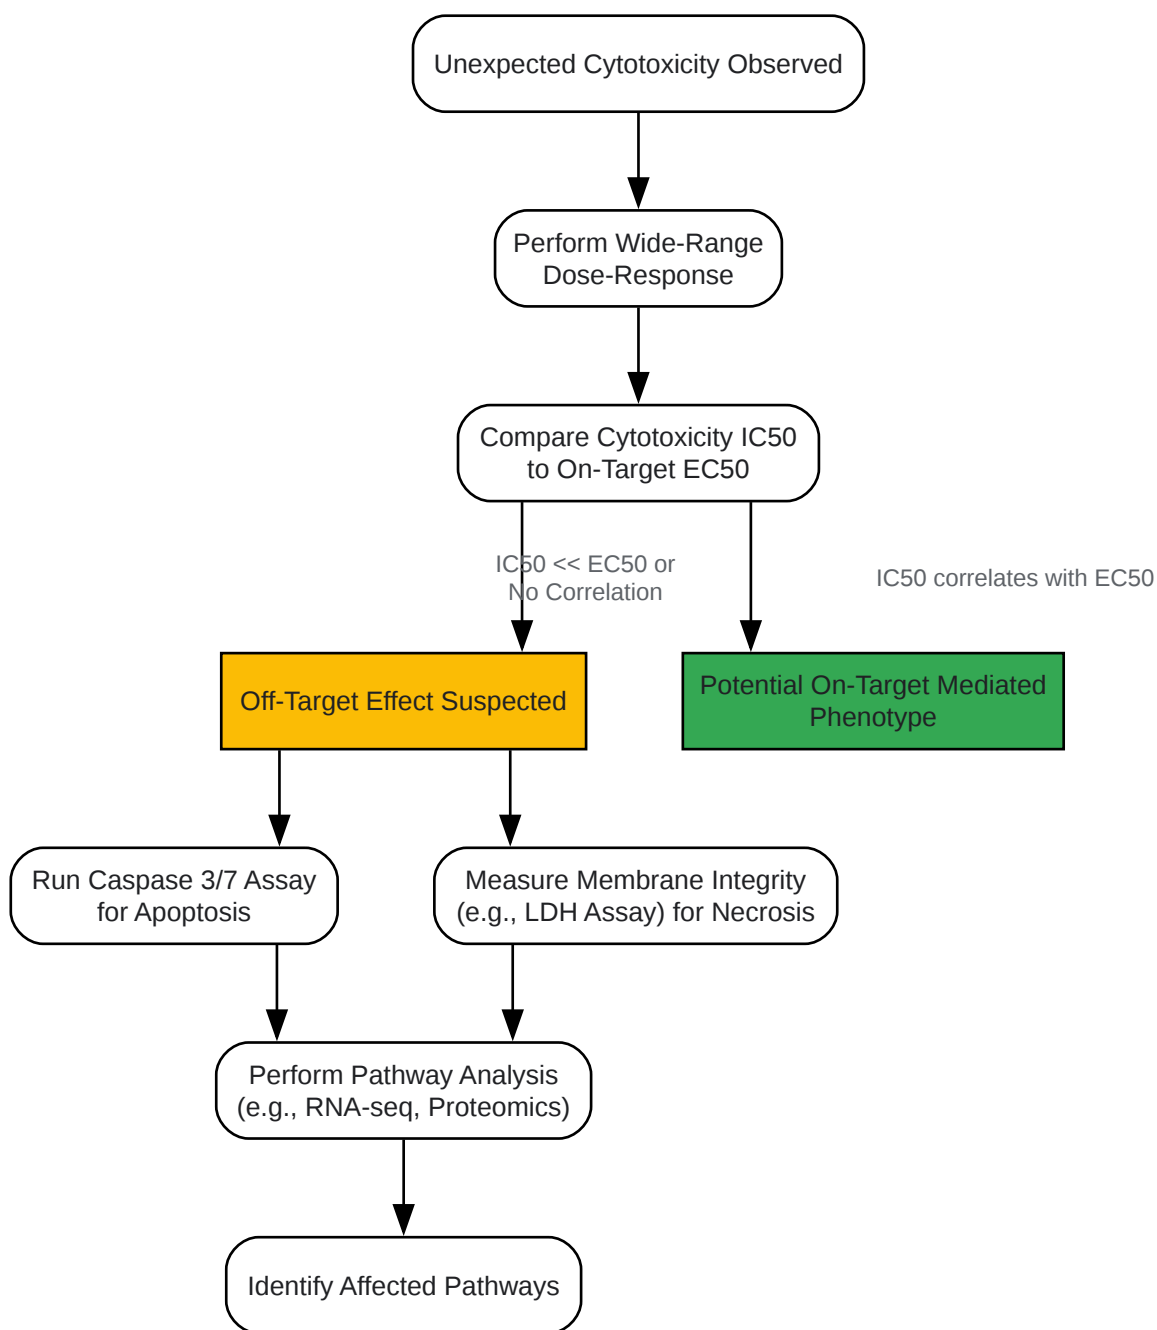 Unexpected Cytotoxicity Observed
Perform Wide-Range
Dose-Response
Compare Cytotoxicity IC50
to On-Target EC50
IC50 << EC50 or
No Correlation
IC50 correlates with EC50
Off-Target Effect Suspected
Potential On-Target Mediated
Phenotype
Run Caspase 3/7 Assay
for Apoptosis
Measure Membrane Integrity
(e.g., LDH Assay) for Necrosis
Perform Pathway Analysis
(e.g., RNA-seq, Proteomics)
Identify Affected Pathways